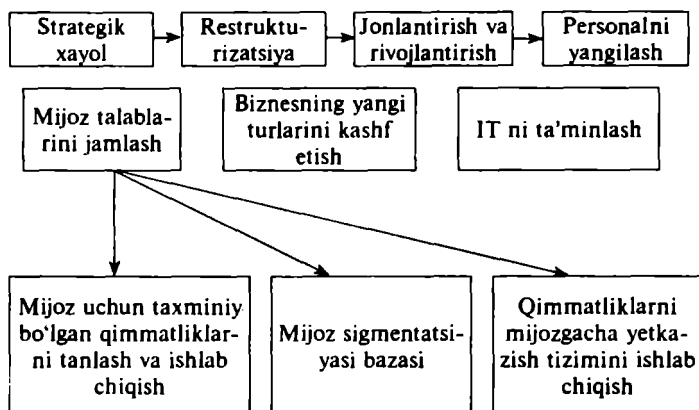 Strategik
xayol
Restruktu-
rizatsiya
Jonlantirish va
rivojlantirish
Personalni
yangilash
Mijoz talabla-
rini jamlash
Biznesning yangi
turlarini kashf
etish
IT ni ta'minlash
Mijoz uchun taxminiy
bo‘lgan qimmatliklar-
ni tanlash va ishlab
chiqish
Mijoz sigmentatsi-
yasi bazasi
Qimmatliklarni
mijozgacha yetka-
zish tizimini ishlab
chiqish